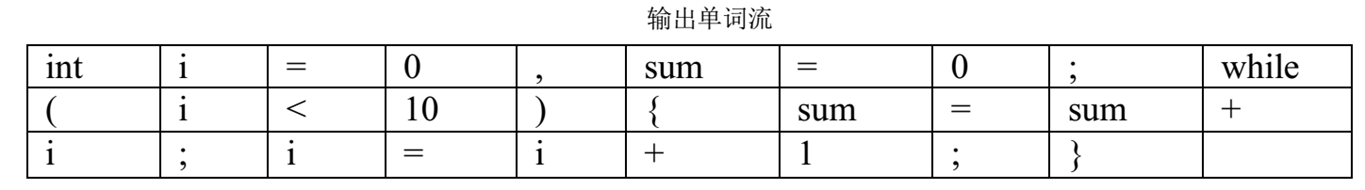 输出单词流
int i = 0 , sum = 0 ; while
( i < 10 ) { sum = sum +
i ; i = i + 1 ; }